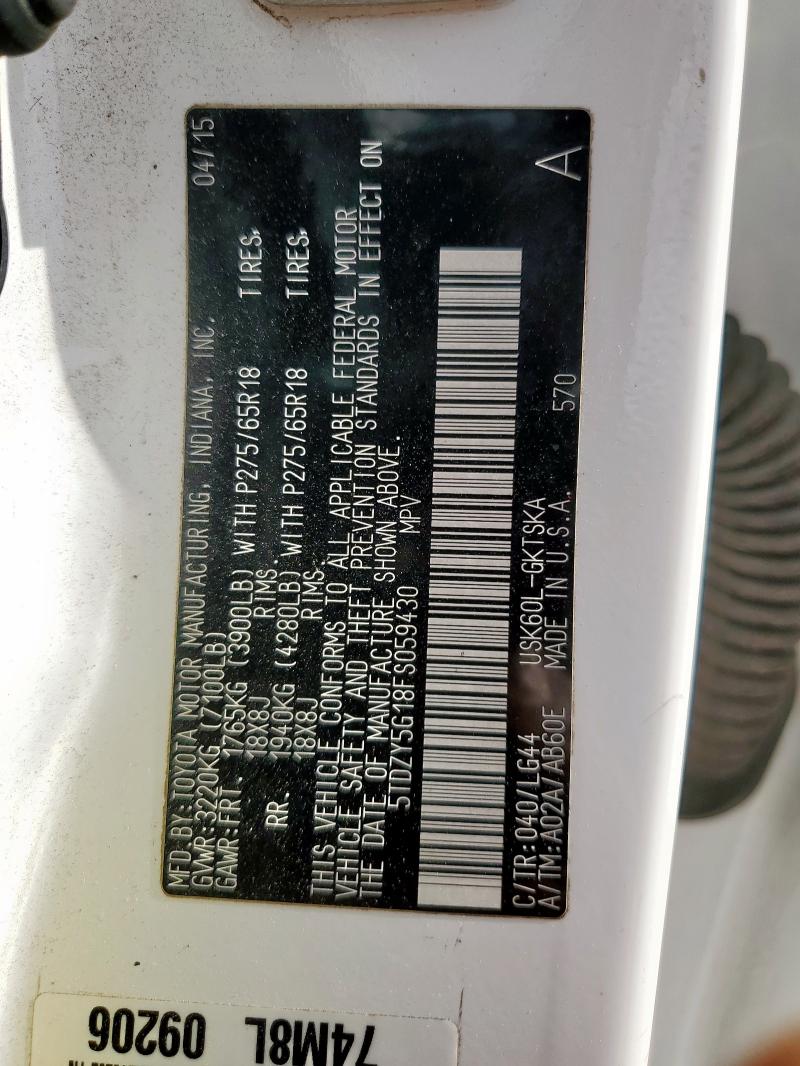 MFD.BY:TOYOTA MOTOR MANUFACTURING, INDIANA, INC. 04/15
GVWR:3220KG (7100LB)
GAWR:FRT. 1765KG (3900LB) WITH P275/65R18 TIRES,
18X8J RIMS.
RR. 1940KG (4280LB) WITH P275/65R18 TIRES,
18X8J RIMS.
THIS VEHICLE CONFORMS TO ALL APPLICABLE FEDERAL MOTOR
VEHICLE SAFETY AND THEFT PREVENTION STANDARDS IN EFFECT ON
THE DATE OF MANUFACTURE SHOWN ABOVE.
5TDZY5G18FS059430 MPV
C/TR:040/LG44 USK60L-GKTSKA A
A/TM:A02A/AB60E MADE IN U.S.A. 570
74M8L
09206